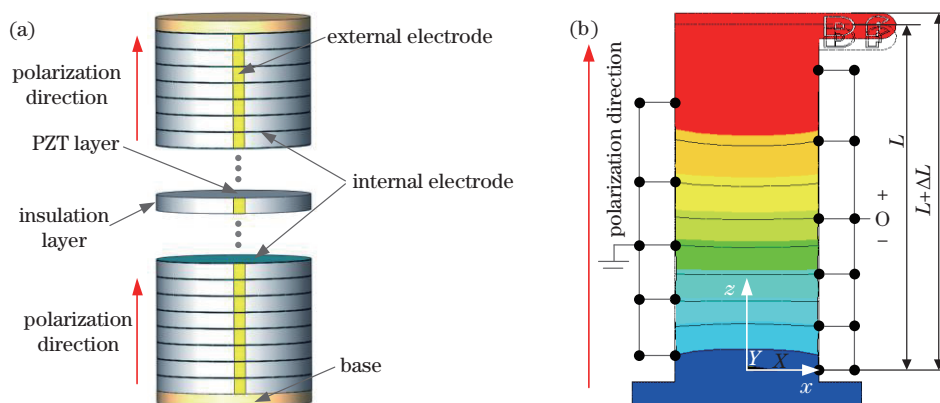 (a)
external electrode
polarization
direction
PZT layer
internal electrode
insulation
layer
polarization
direction
base
(b)
polarization direction
L
L+ΔL
+
O
−
z
Y
X
x